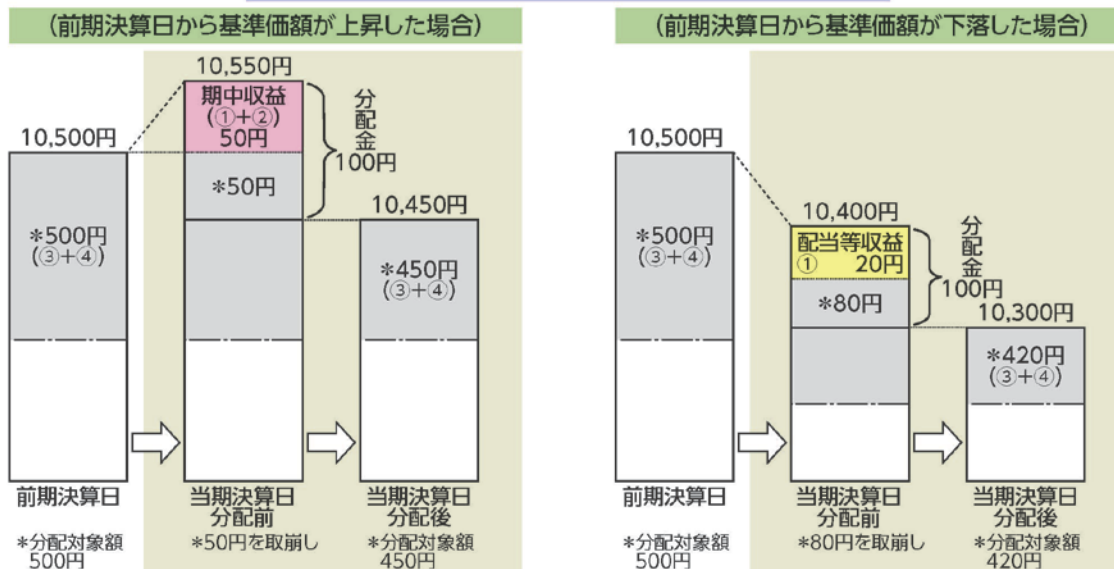 (前期決算日から基準価額が上昇した場合)
10,550円
期中収益
(①+②)
50円
分配金
100円
10,500円
*50円
10,450円
*500円
(③+④)
*450円
(③+④)
前期決算日
当期決算日
分配前
当期決算日
分配後
*分配対象額
500円
*50円を取崩し
*分配対象額
450円
(前期決算日から基準価額が下落した場合)
10,500円
10,400円
配当等収益
① 20円
分配金
100円
*500円
(③+④)
*80円
10,300円
*420円
(③+④)
前期決算日
当期決算日
分配前
当期決算日
分配後
*分配対象額
500円
*80円を取崩し
*分配対象額
420円